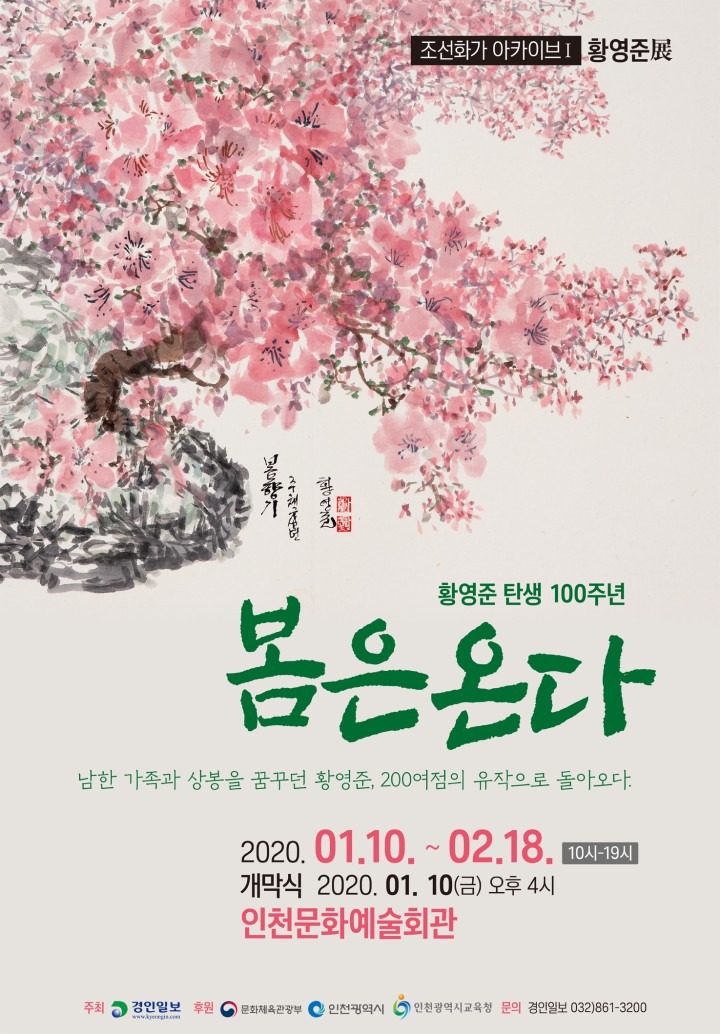 조선화가 아카이브Ⅰ 황영준展
봄향기
황영준
황영준 탄생 100주년
봄은 온다
남한 가족과 상봉을 꿈꾸던 황영준, 200여점의 유작으로 돌아오다.
2020. 01.10. ~ 02.18. 10시-19시
개막식 2020. 01. 10(금) 오후 4시
인천문화예술회관
주최 경인일보 www.kyeongin.com 후원 문화체육관광부 인천광역시 인천광역시교육청 문의 경인일보 032)861-3200